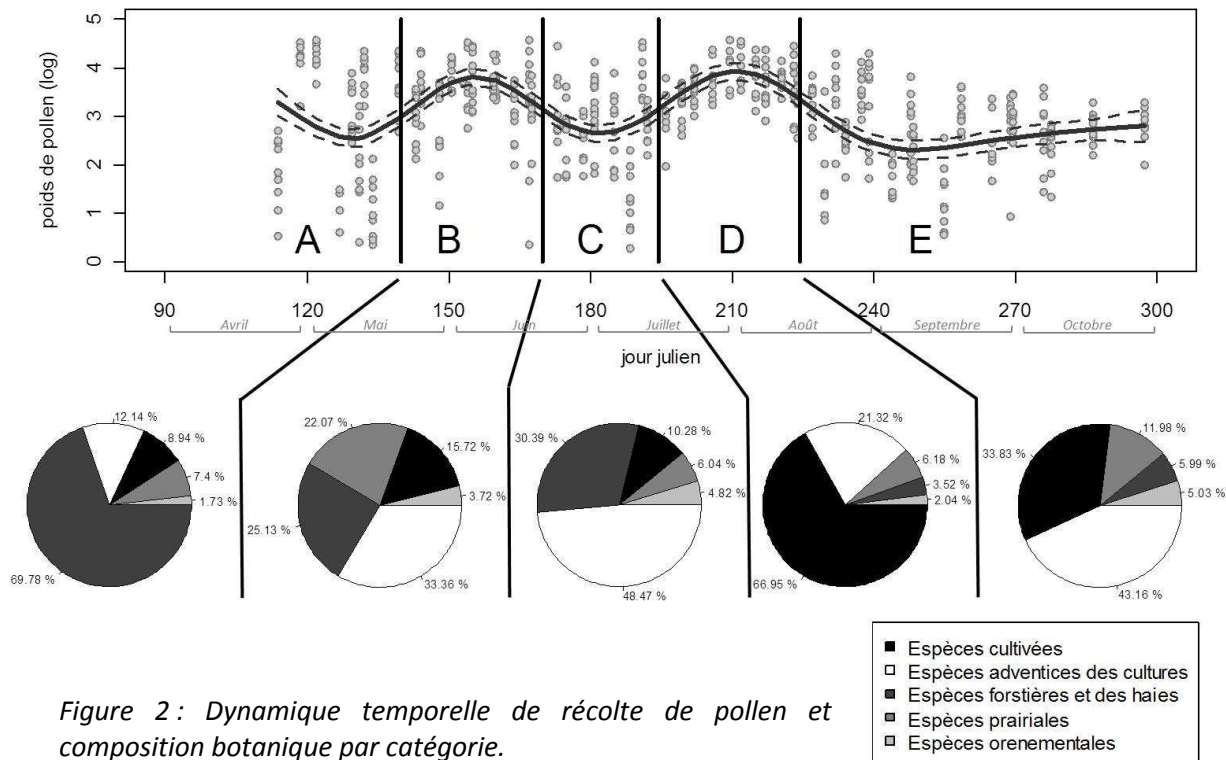 poids de pollen (log)
5
4
3
2
1
0
A
B
C
D
E
90
120
150
180
210
240
270
300
Avril
Mai
Juin
Juillet
Août
Septembre
Octobre
jour julien
12.14 %
8.94 %
7.4 %
1.73 %
69.78 %
22.07 %
15.72 %
3.72 %
25.13 %
33.36 %
30.39 %
10.28 %
6.04 %
4.82 %
48.47 %
21.32 %
6.18 %
3.52 %
2.04 %
66.95 %
33.83 %
11.98 %
5.99 %
5.03 %
43.16 %
Espèces cultivées
Espèces adventices des cultures
Espèces forstières et des haies
Espèces prairiales
Espèces orenementales
Figure 2 : Dynamique temporelle de récolte de pollen et
composition botanique par catégorie.